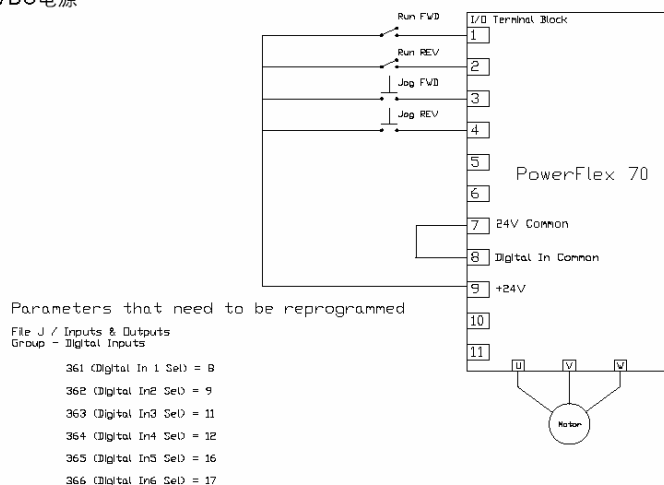 VDC电源
Run FWD
I/O Terminal Block
1
Run REV
2
Jog FWD
3
Jog REV
4
5
PowerFlex 70
6
7 24V Common
8 Digital In Common
9 +24V
Parameters that need to be reprogrammed
File J / Inputs & Outputs
Group - Digital Inputs
10
11
361 (Digital In 1 Sel) = 8
362 (Digital In2 Sel) = 9
363 (Digital In3 Sel) = 11
364 (Digital In4 Sel) = 12
365 (Digital In5 Sel) = 16
366 (Digital In6 Sel) = 17
U V W
Motor